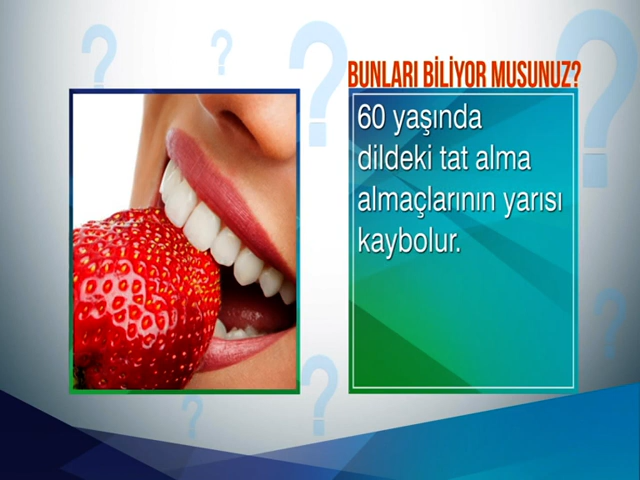 BUNLARI BİLİYOR MUSUNUZ?
60 yaşında
dildeki tat alma
almaçlarının yarısı
kaybolur.